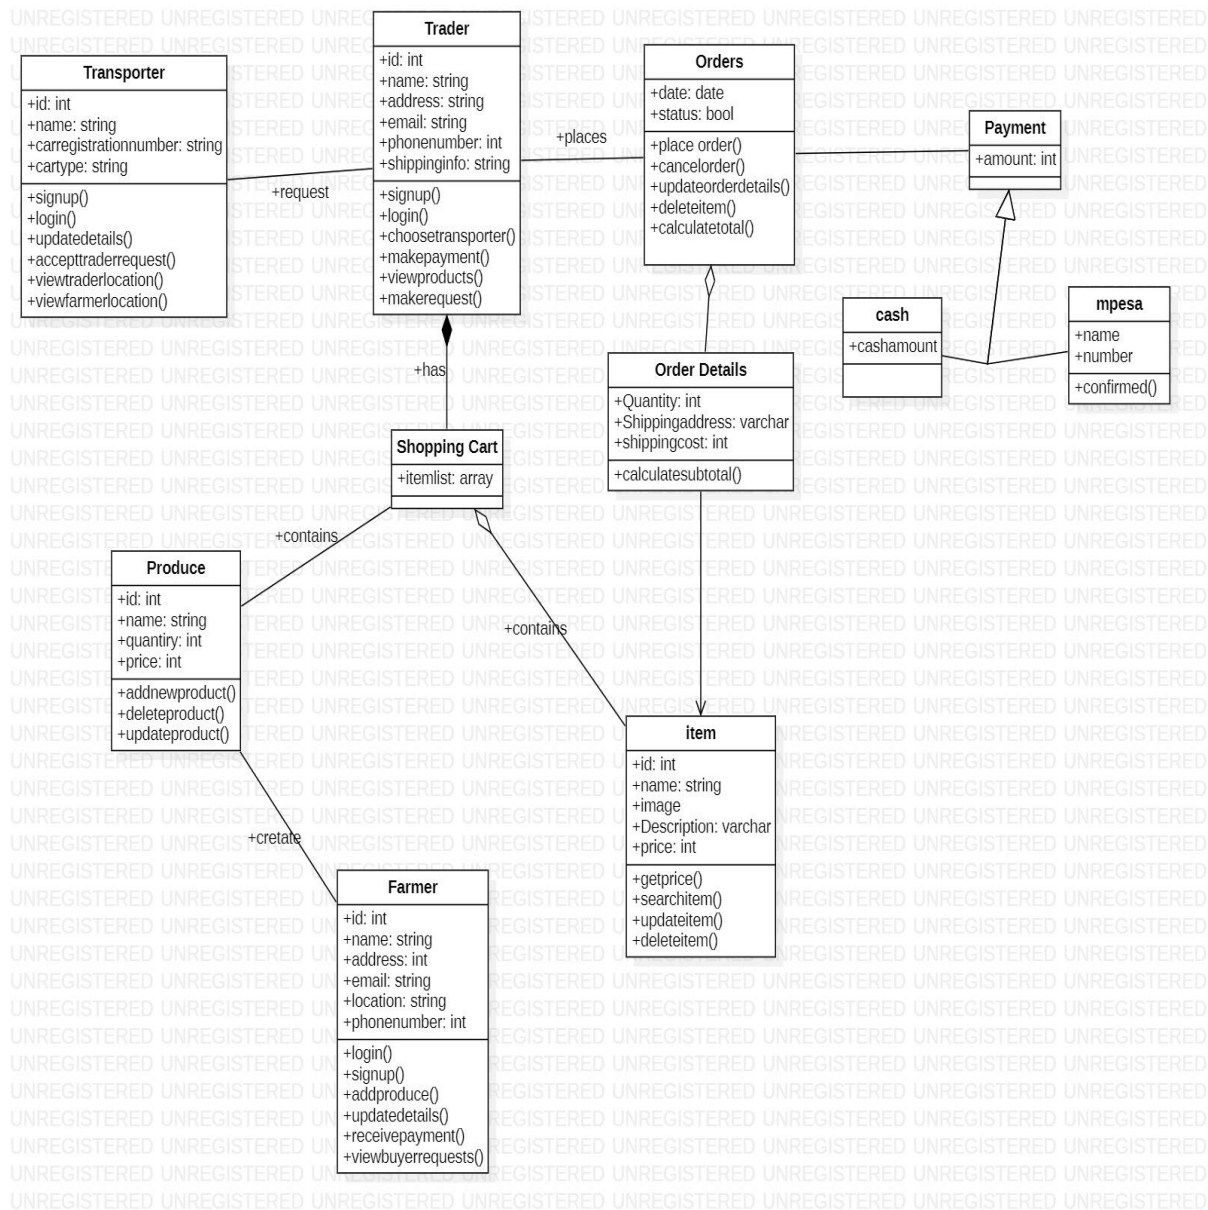 Transporter
+id: int
+name: string
+carregistrationnumber: string
+cartype: string
+signup()
+login()
+updatedetails()
+accepttraderrequest()
+viewtraderlocation()
+viewfarmerlocation()
+request
Trader
+id: int
+name: string
+address: string
+email: string
+phonenumber: int
+shippinginfo: string
+signup()
+login()
+choosetransporter()
+makepayment()
+viewproducts()
+makerequest()
+places
Orders
+date: date
+status: bool
+place order()
+cancelorder()
+updateorderdetails()
+deleteitem()
+calculatetotal()
Payment
+amount: int
cash
+cashamount
mpesa
+name
+number
+confirmed()
+has
Order Details
+Quantity: int
+Shippingaddress: varchar
+shippingcost: int
+calculatesubtotal()
Shopping Cart
+itemlist: array
+contains
+contains
Produce
+id: int
+name: string
+quantiry: int
+price: int
+addnewproduct()
+deleteproduct()
+updateproduct()
item
+id: int
+name: string
+image
+Description: varchar
+price: int
+getprice()
+searchitem()
+updateitem()
+deleteitem()
+cretate
Farmer
+id: int
+name: string
+address: int
+email: string
+location: string
+phonenumber: int
+login()
+signup()
+addproduce()
+updatedetails()
+receivepayment()
+viewbuyerrequests()
UNREGISTERED